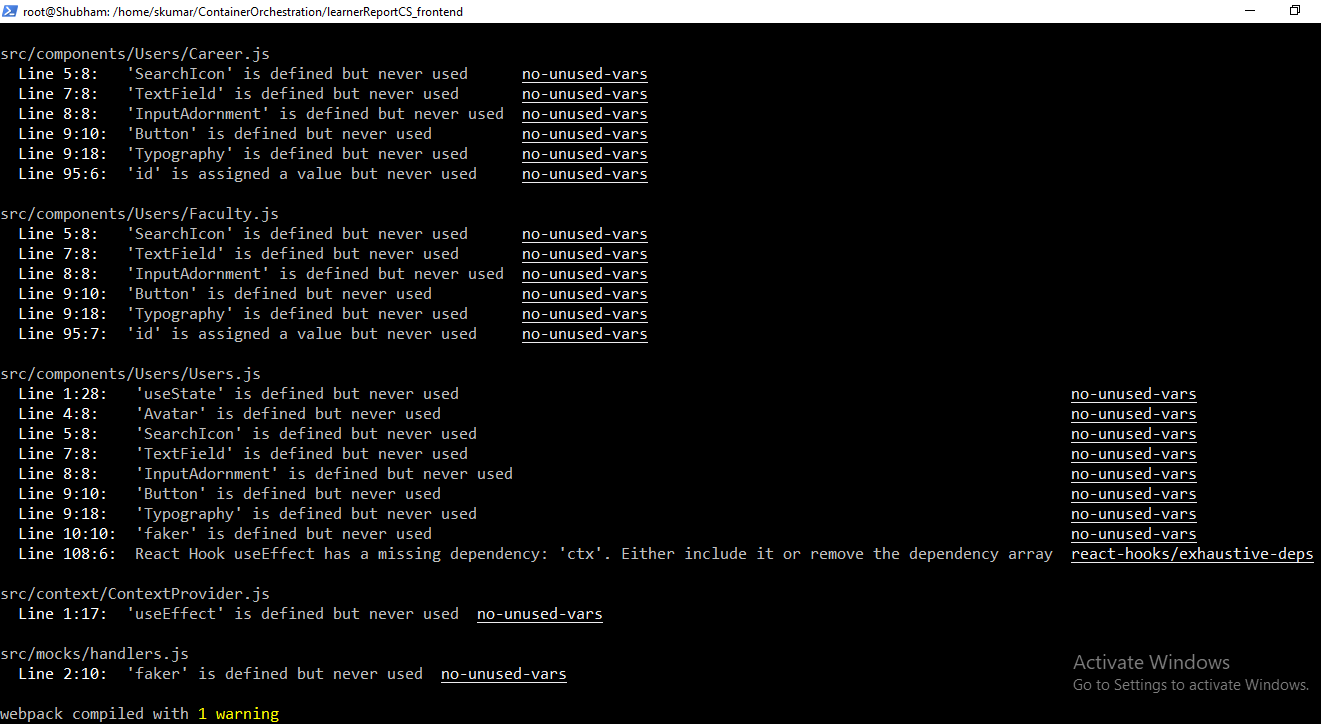 root@Shubham: /home/skumar/ContainerOrchestration/learnerReportCS_frontend
src/components/Users/Career.js
Line 5:8: 'SearchIcon' is defined but never used no-unused-vars
Line 7:8: 'TextField' is defined but never used no-unused-vars
Line 8:8: 'InputAdornment' is defined but never used no-unused-vars
Line 9:10: 'Button' is defined but never used no-unused-vars
Line 9:18: 'Typography' is defined but never used no-unused-vars
Line 95:6: 'id' is assigned a value but never used no-unused-vars
src/components/Users/Faculty.js
Line 5:8: 'SearchIcon' is defined but never used no-unused-vars
Line 7:8: 'TextField' is defined but never used no-unused-vars
Line 8:8: 'InputAdornment' is defined but never used no-unused-vars
Line 9:10: 'Button' is defined but never used no-unused-vars
Line 9:18: 'Typography' is defined but never used no-unused-vars
Line 95:7: 'id' is assigned a value but never used no-unused-vars
src/components/Users/Users.js
Line 1:28: 'useState' is defined but never used no-unused-vars
Line 4:8: 'Avatar' is defined but never used no-unused-vars
Line 5:8: 'SearchIcon' is defined but never used no-unused-vars
Line 7:8: 'TextField' is defined but never used no-unused-vars
Line 8:8: 'InputAdornment' is defined but never used no-unused-vars
Line 9:10: 'Button' is defined but never used no-unused-vars
Line 9:18: 'Typography' is defined but never used no-unused-vars
Line 10:10: 'faker' is defined but never used no-unused-vars
Line 108:6: React Hook useEffect has a missing dependency: 'ctx'. Either include it or remove the dependency array react-hooks/exhaustive-deps
src/context/ContextProvider.js
Line 1:17: 'useEffect' is defined but never used no-unused-vars
src/mocks/handlers.js
Line 2:10: 'faker' is defined but never used no-unused-vars
Activate Windows
Go to Settings to activate Windows.
webpack compiled with 1 warning